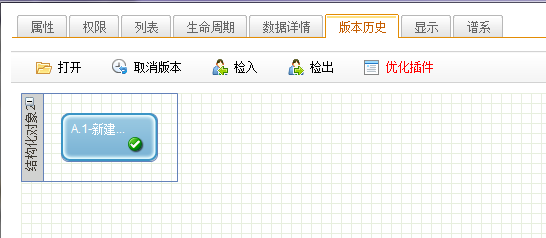 属性 权限 列表 生命周期 数据详情 版本历史 显示 谱系
打开 取消版本 检入 检出 优化插件
结构化对象 2
A.1-新建...